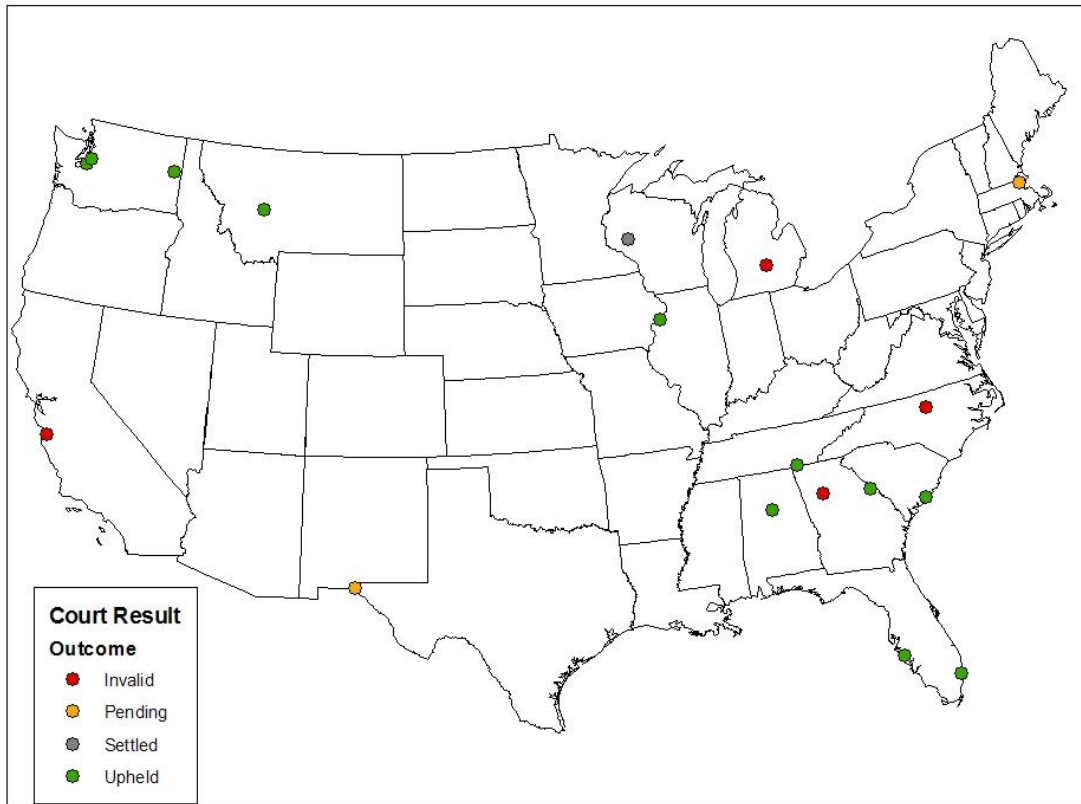 Court Result
Outcome
Invalid
Pending
Settled
Upheld